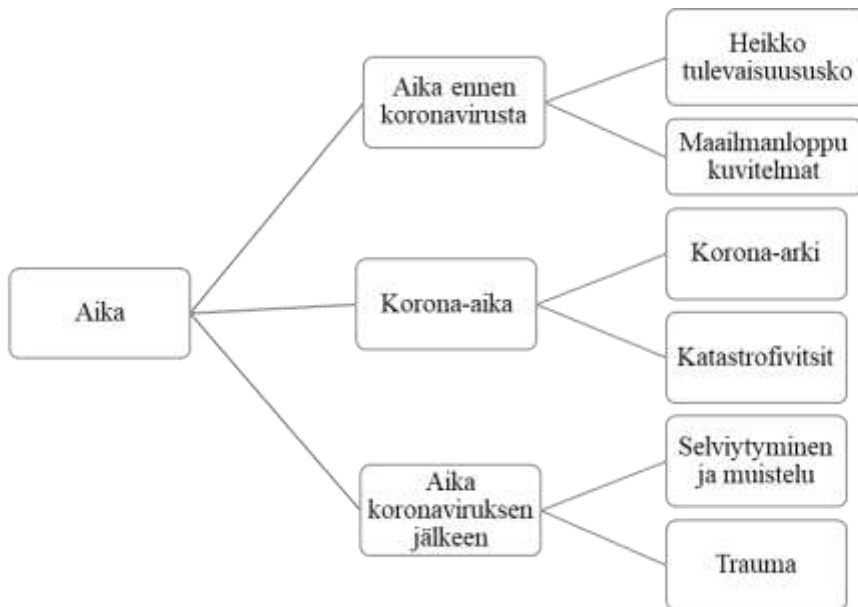 Aika
Aika ennen
koronavirusta
Heikko
tulevaisuususko
Maailmanloppu
kuvitelmat
Korona-aika
Korona-arki
Katastrofivitsit
Aika
koronaviruksen
jälkeen
Selviytyminen
ja muistelu
Trauma